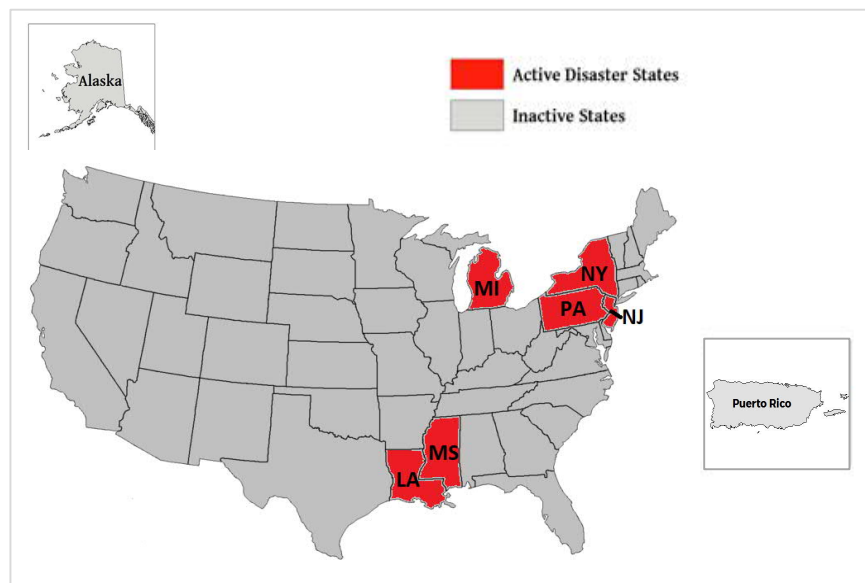 Alaska
Active Disaster States
Inactive States
MI
NY
PA
NJ
MS
LA
Puerto Rico